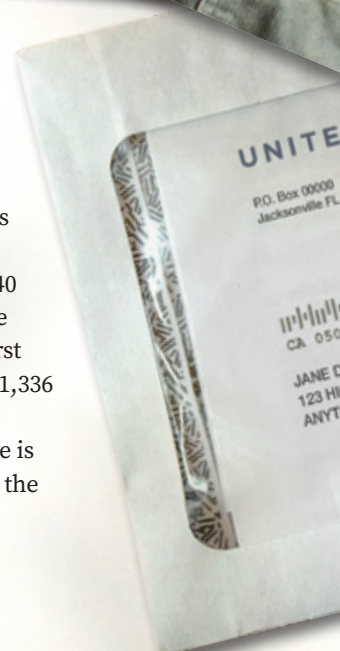 s
40
e
rst
1,336
e is
the
UNITE
P.O. Box 00000
Jacksonville FL
CA 050
JANE D
123 HI
ANYT